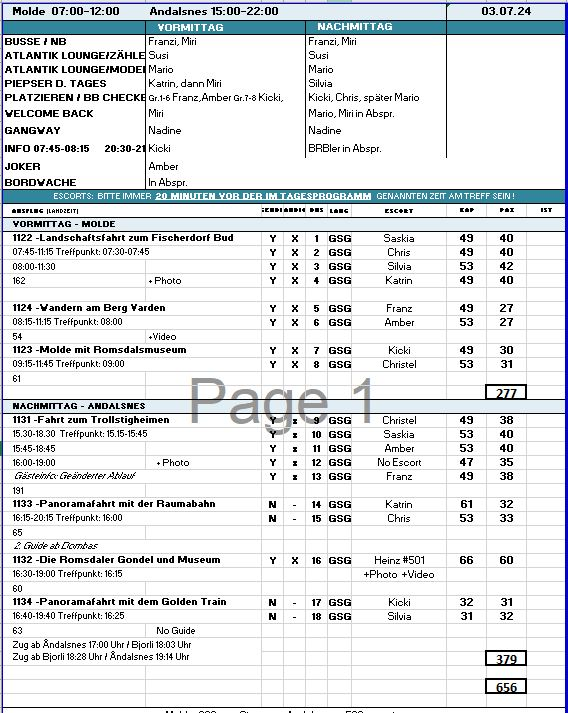 Molde 07:00-12:00 Andalsnes 15:00-22:00 03.07.24
VORMITTAG NACHMITTAG
BUSSE / NB Franzi, Miri Franzi, Miri
ATLANTIK LOUNGE/ZÄHLE Susi Susi
ATLANTIK LOUNGE/MODE Mario Mario
PIEPSER D. TAGES Katrin, dann Miri Silvia
PLATZIEREN / BB CHECKE Gr.1-6 Franz,Amber Gr.7-8 Kicki, Kicki, Chris, später Mario
WELCOME BACK Miri Mario, Miri in Abspr.
GANGWAY Nadine Nadine
INFO 07:45-08:15 20:30-21 Kicki BRBler in Abspr.
JOKER Amber
BORDWACHE In Abspr.
ESCORTS: BITTE IMMER 20 MINUTEN VOR DER IM TAGESPROGRAMM GENANNTEN ZEIT AM TREFF SEIN !
AUSFLUG (LANDZEIT) BUS LANG ESCORT KAP PAX IST
VORMITTAG - MOLDE
1122 -Landschaftsfahrt zum Fischerdorf Bud Y X 1 GSG Saskia 49 40
07:45-11:15 Treffpunkt: 07:30-07:45 Y X 2 GSG Chris 49 40
08:00-11:30 Y X 3 GSG Silvia 53 42
162 + Photo Y X 4 GSG Katrin 49 40
1124 -Wandern am Berg Varden Y X 5 GSG Franz 49 27
08:15-11:15 Treffpunkt: 08:00 Y X 6 GSG Amber 53 27
54 +Video
1123 -Molde mit Romsdalsmuseum Y X 7 GSG Kicki 49 30
09:15-11:45 Treffpunkt: 09:00 Y X 8 GSG Christel 53 31
61
277
Page 1
NACHMITTAG - ANDALSNES
1131 -Fahrt zum Trollstigheimen Y x 9 GSG Christel 49 38
15.30-18.30 Treffpunkt: 15.15-15:45 Y x 10 GSG Saskia 53 40
15:45-18:45 Y x 11 GSG Amber 53 40
16:00-19:00 + Photo Y x 12 GSG No Escort 47 35
Gästeinfo: Geänderter Ablauf Y x 13 GSG Franz 49 38
191
1133 -Panoramafahrt mit der Raumabahn N - 14 GSG Katrin 61 32
16:15-20:15 Treffpunkt: 16:00 N - 15 GSG Chris 53 33
65
2. Guide ab Dombas
1132 -Die Romsdaler Gondel und Museum Y X 16 GSG Heinz #501 66 60
16:30-19:00 Treffpunkt: 16:15 +Photo +Video
60
1134 -Panoramafahrt mit dem Golden Train N - 17 GSG Kicki 32 31
16:40-19:40 Treffpunkt: 16:25 N - 18 GSG Silvia 31 32
63 No Guide
Zug ab Åndalsnes 17:00 Uhr / Bjorli 18:03 Uhr
Zug ab Bjorli 18:28 Uhr / Åndalsnes 19:14 Uhr 379
656